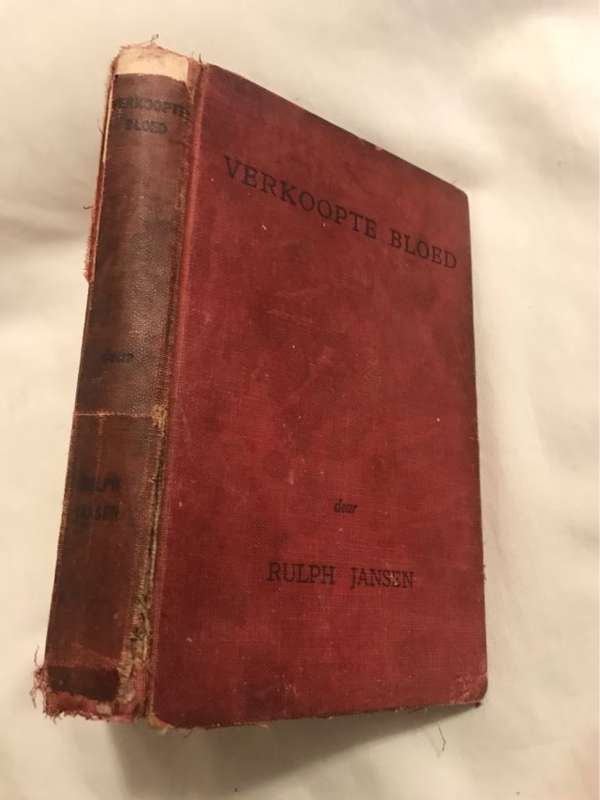 VERKOOPTE
BLOED
deur
RULPH
JANSEN
VERKOOPTE BLOED
deur
RULPH JANSEN